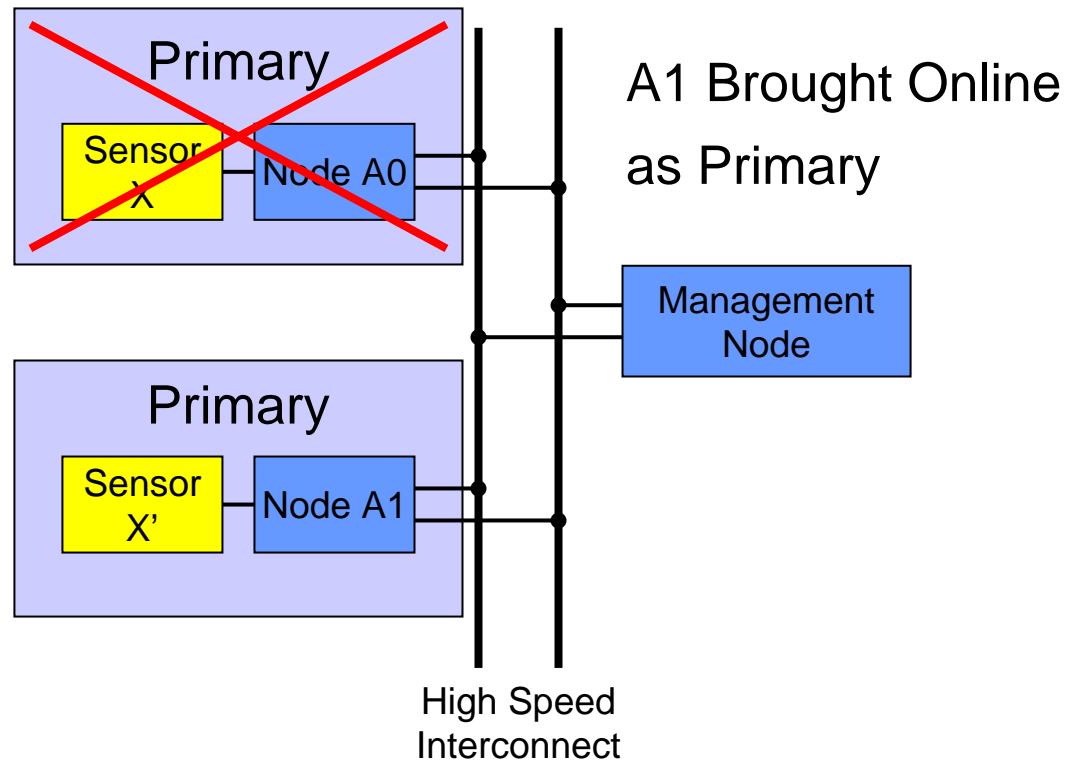 Primary
Sensor
X
Node A0
A1 Brought Online
as Primary
Management
Node
Primary
Sensor
X’
Node A1
High Speed
Interconnect